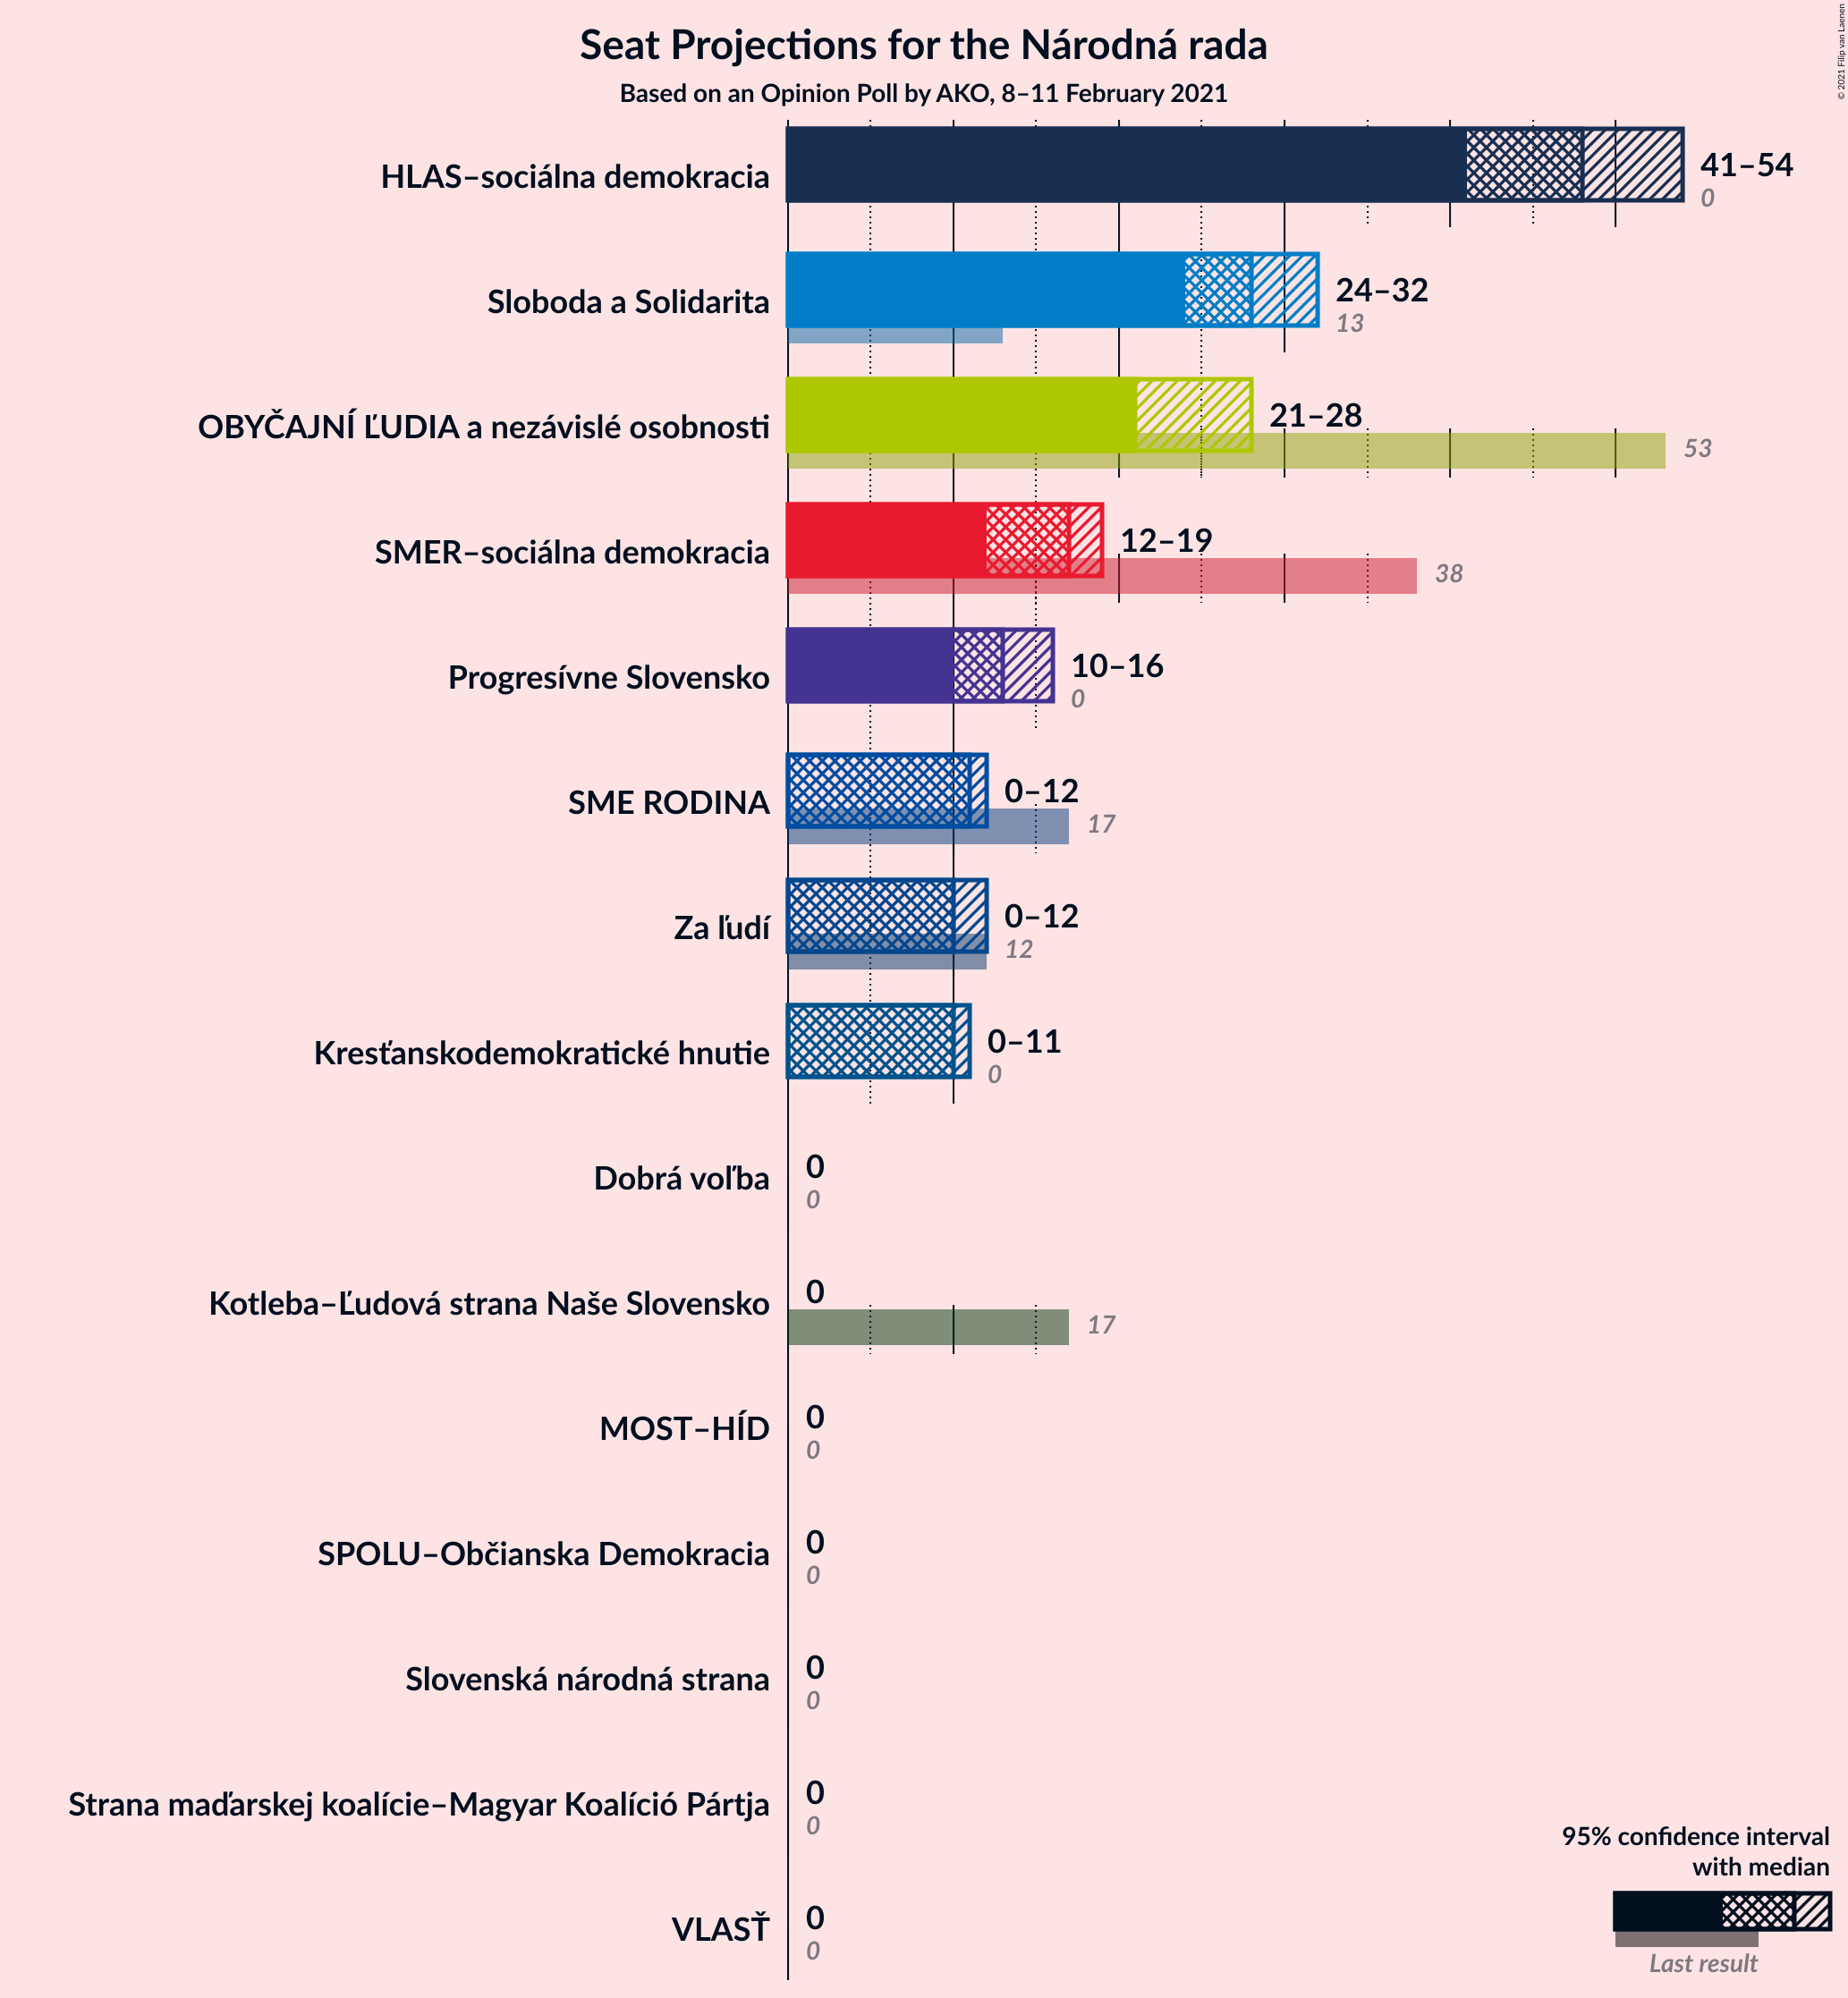 Seat Projections for the Národná rada
Based on an Opinion Poll by AKO, 8–11 February 2021
© 2021 Filip van Laenen
HLAS–sociálna demokracia
41–54
0
Sloboda a Solidarita
24–32
13
OBYČAJNÍ ĽUDIA a nezávislé osobnosti
21–28
53
SMER–sociálna demokracia
12–19
38
Progresívne Slovensko
10–16
0
SME RODINA
0–12
17
Za ľudí
0–12
12
Kresťanskodemokratické hnutie
0–11
0
Dobrá voľba
0
0
Kotleba–Ľudová strana Naše Slovensko
0
17
MOST–HÍD
0
0
SPOLU–Občianska Demokracia
0
0
Slovenská národná strana
0
0
Strana maďarskej koalície–Magyar Koalíció Pártja
0
0
VLASŤ
0
0
95% confidence interval
with median
Last result